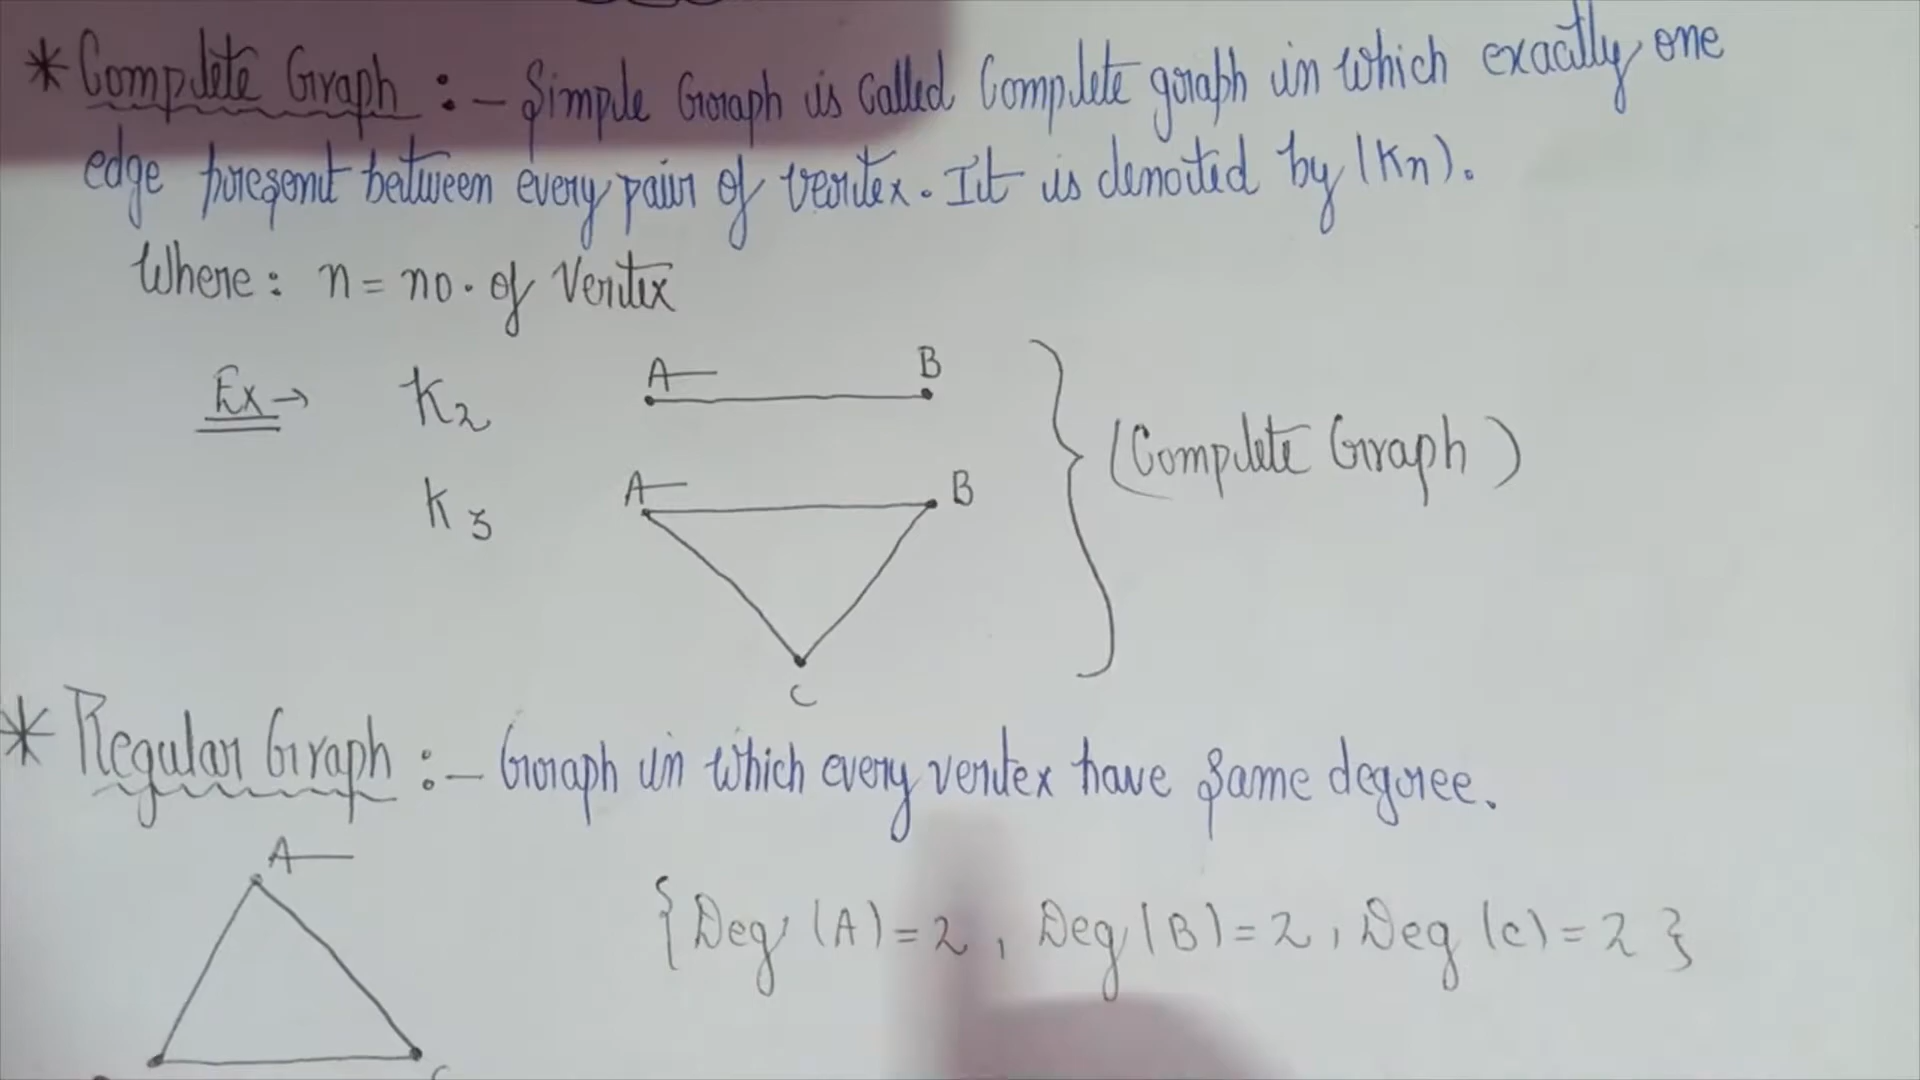 * Complete Graph :- Simple Graph is called Complete graph in which exactly one
edge present between every pair of vertex. It is denoted by (Kn).
Where: n = no. of Vertex
Ex → K2
A B
K3
A B
C
(Complete Graph)
* Regular Graph :- Graph in which every vertex have same degree.
A
{Deg (A) = 2, Deg (B) = 2, Deg (C) = 2}